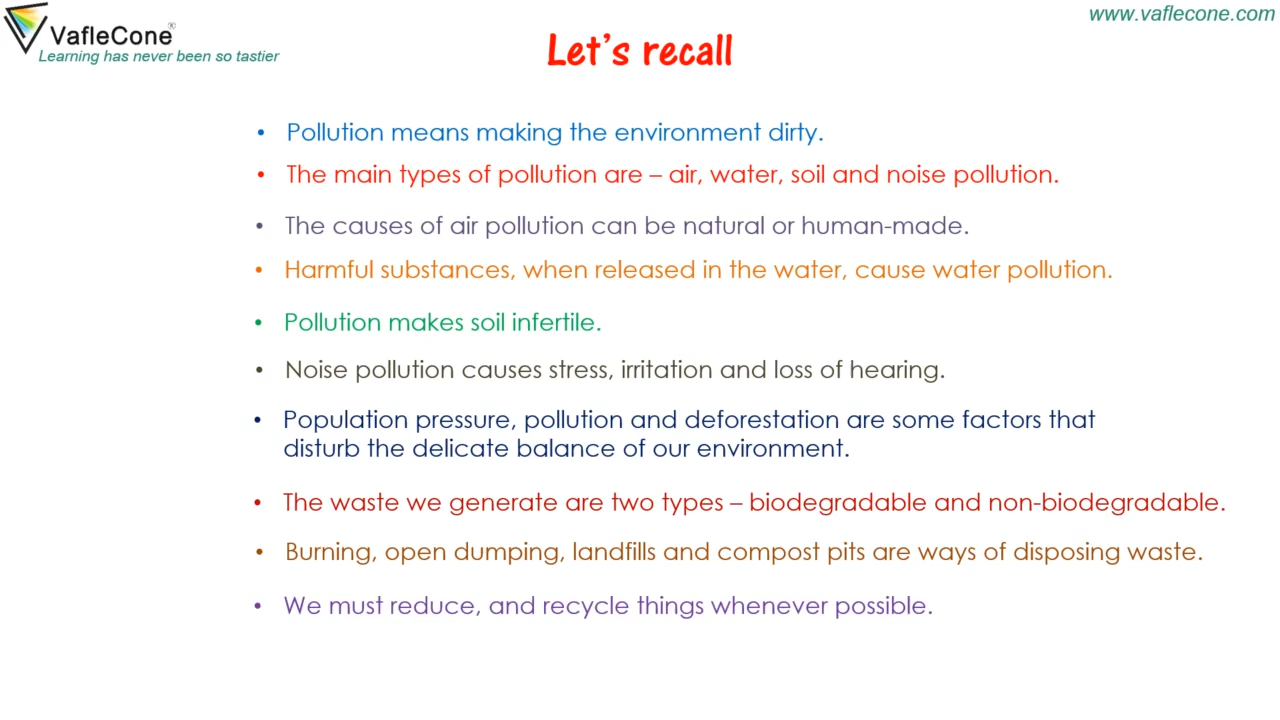 www.vaflecone.com
VafleCone®
Learning has never been so tastier
Let's recall
• Pollution means making the environment dirty.
• The main types of pollution are – air, water, soil and noise pollution.
• The causes of air pollution can be natural or human-made.
• Harmful substances, when released in the water, cause water pollution.
• Pollution makes soil infertile.
• Noise pollution causes stress, irritation and loss of hearing.
• Population pressure, pollution and deforestation are some factors that
disturb the delicate balance of our environment.
• The waste we generate are two types – biodegradable and non-biodegradable.
• Burning, open dumping, landfills and compost pits are ways of disposing waste.
• We must reduce, and recycle things whenever possible.